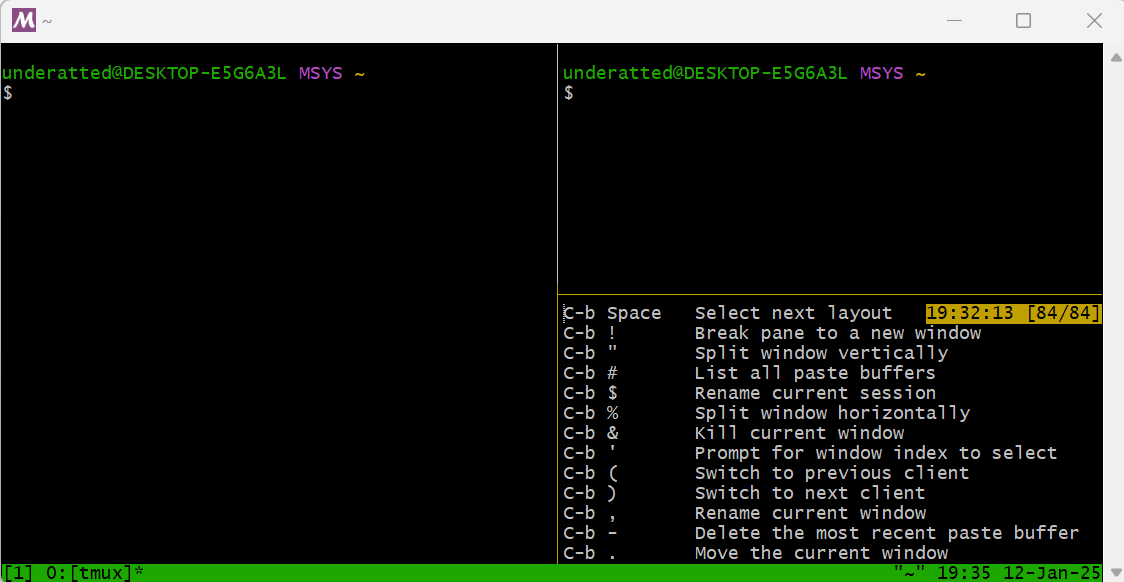 M ~
underatted@DESKTOP-E5G6A3L MSYS ~
$
underatted@DESKTOP-E5G6A3L MSYS ~
$
C-b Space   Select next layout   19:32:13 [84/84]
C-b !       Break pane to a new window
C-b "       Split window vertically
C-b #       List all paste buffers
C-b $       Rename current session
C-b %       Split window horizontally
C-b &       Kill current window
C-b '       Prompt for window index to select
C-b (       Switch to previous client
C-b )       Switch to next client
C-b ,       Rename current window
C-b -       Delete the most recent paste buffer
C-b .       Move the current window
[1] 0:[tmux]*   "~" 19:35 12-Jan-25